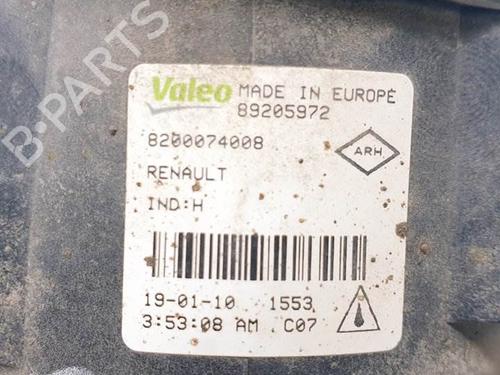 B-PARTS
Valeo MADE IN EUROPE
89205972
8200074008
ARH
RENAULT
IND:H
19-01-10 1553
3:53:08 AM C07